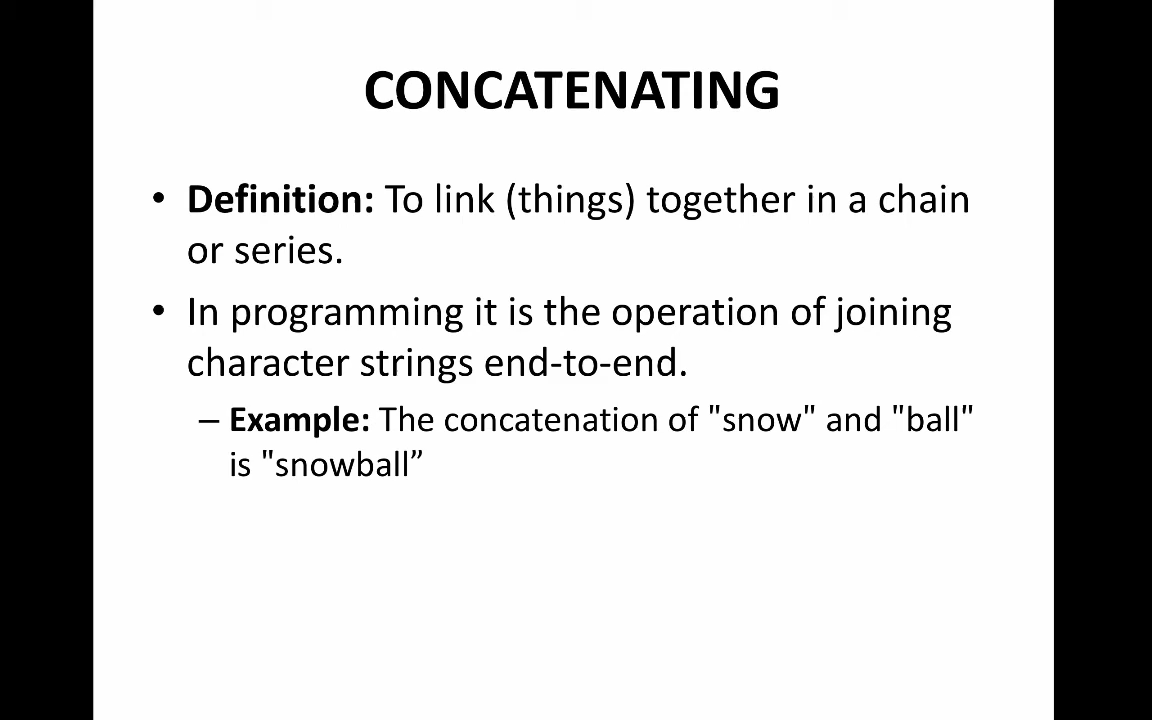 CONCATENATING
• Definition: To link (things) together in a chain
or series.
• In programming it is the operation of joining
character strings end-to-end.
– Example: The concatenation of "snow" and "ball"
is "snowball”